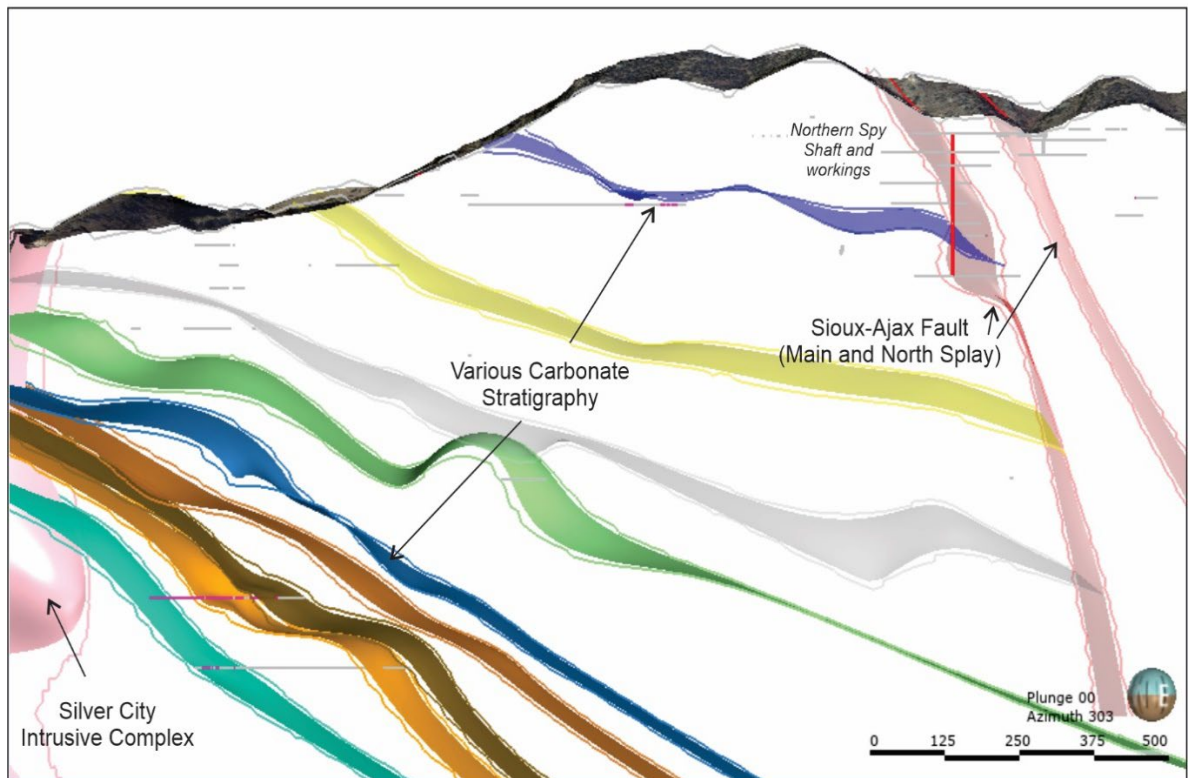 Northern Spy
Shaft and
workings
Sioux-Ajax Fault
(Main and North Splay)
Various Carbonate
Stratigraphy
Silver City
Intrusive Complex
Plunge 00
Azimuth 303
E
0 125 250 375 500